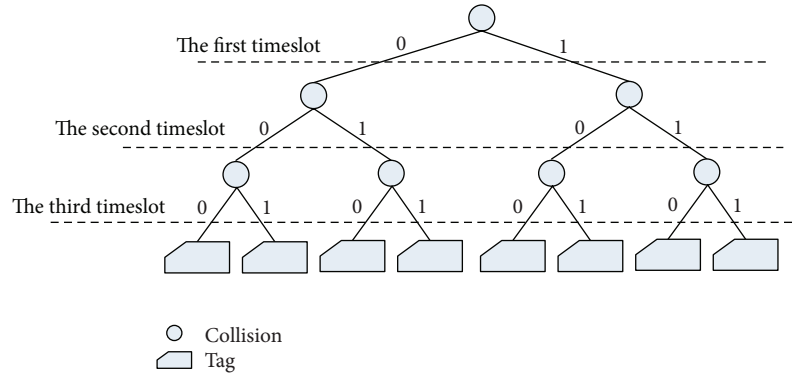 The first timeslot
0 1
The second timeslot
0 1 0 1
The third timeslot
0 1 0 1 0 1 0 1
Collision
Tag